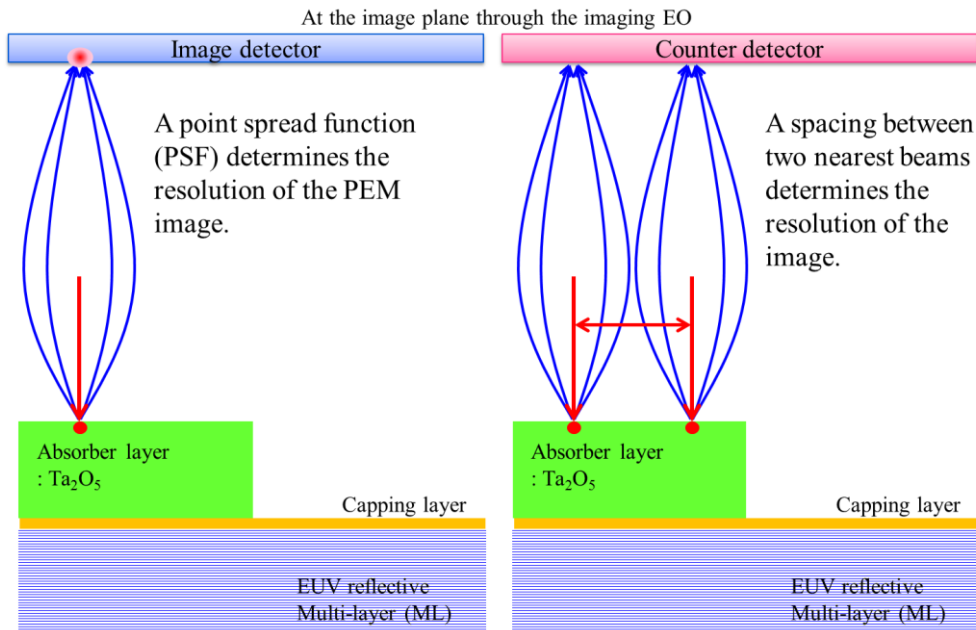 At the image plane through the imaging EO
Image detector
Counter detector
A point spread function
(PSF) determines the
resolution of the PEM
image.
A spacing between
two nearest beams
determines the
resolution of the
image.
Absorber layer
: Ta₂O₅
Capping layer
EUV reflective
Multi-layer (ML)
Absorber layer
: Ta₂O₅
Capping layer
EUV reflective
Multi-layer (ML)